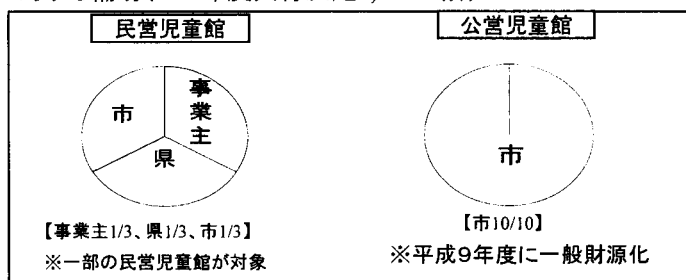 民営児童館
公営児童館
市
事業主
県
市
【事業主1/3、県1/3、市1/3】
※一部の民営児童館が対象
【市10/10】
※平成9年度に一般財源化